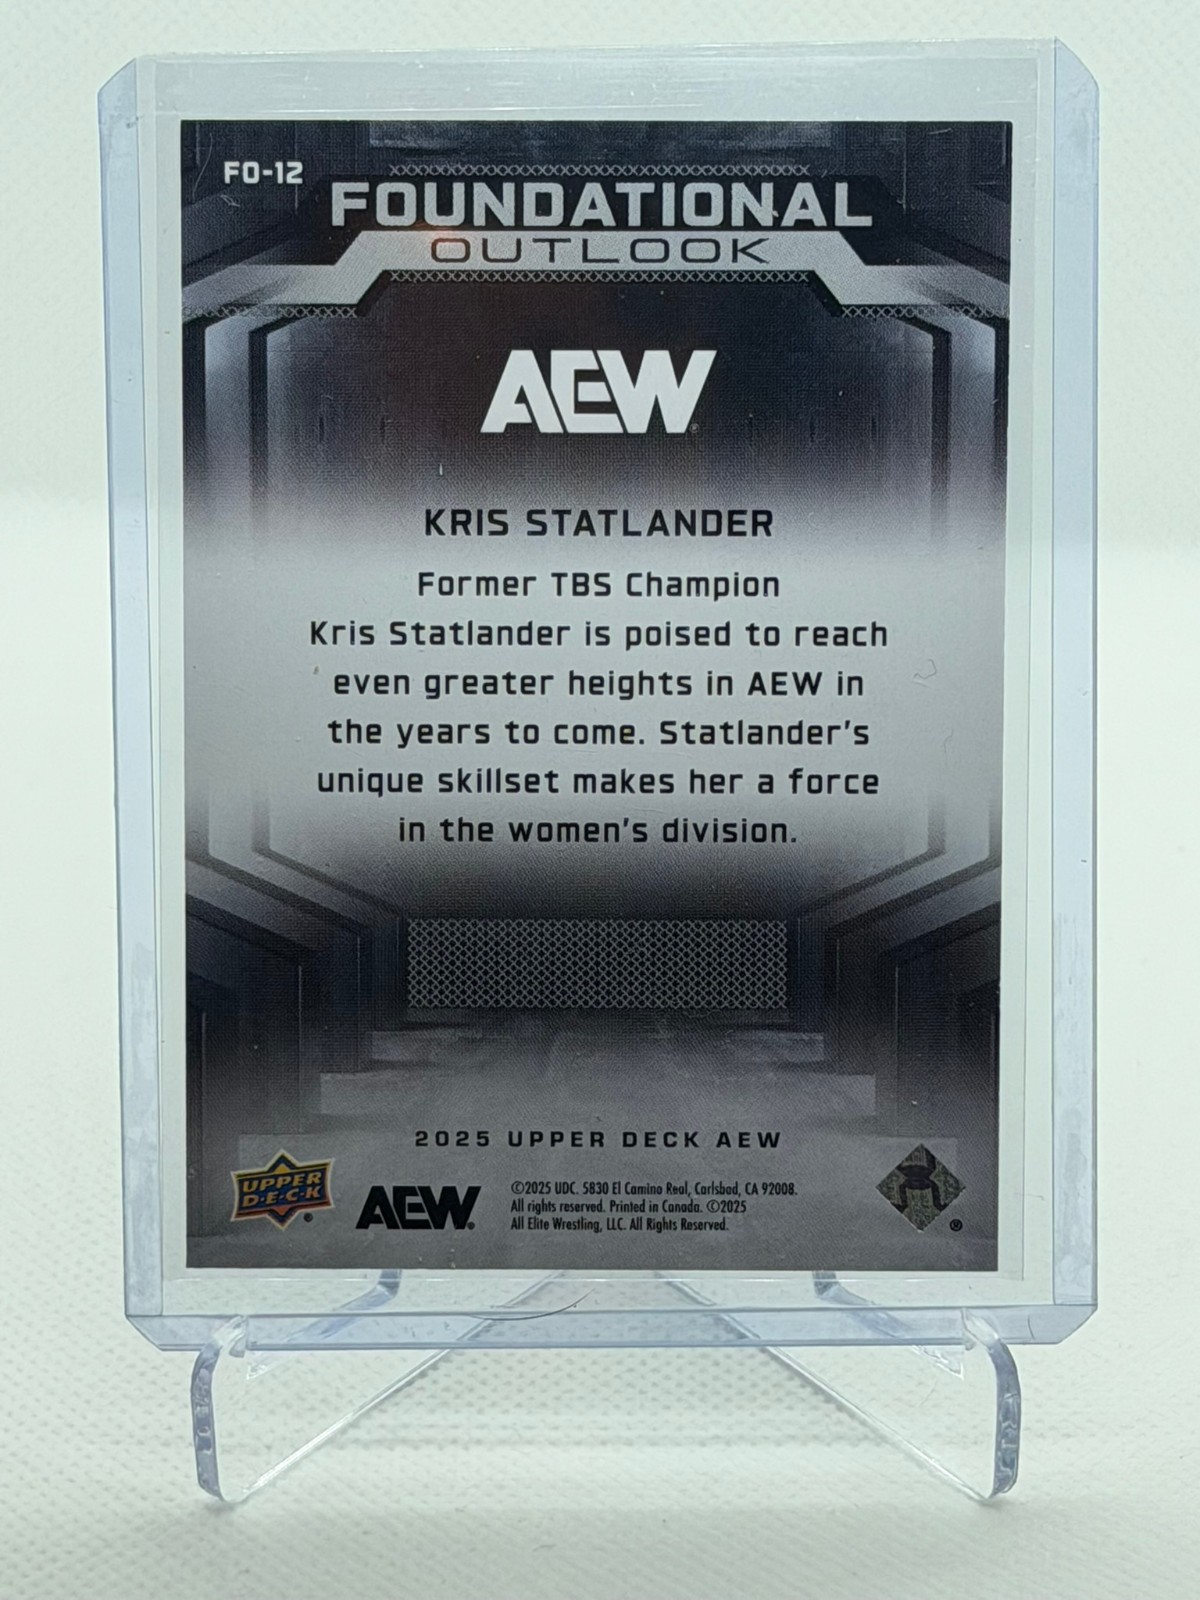 FO-12
FOUNDATIONAL
OUTLOOK
AEW
KRIS STATLANDER
Former TBS Champion
Kris Statlander is poised to reach
even greater heights in AEW in
the years to come. Statlander's
unique skillset makes her a force
in the women's division.
2025 UPPER DECK AEW
UPPER
D·E·C·K ®
AEW
©2025 UDC. 5830 El Camino Real, Carlsbad, CA 92008.
All rights reserved. Printed in Canada. ©2025
All Elite Wrestling, LLC. All Rights Reserved.
®